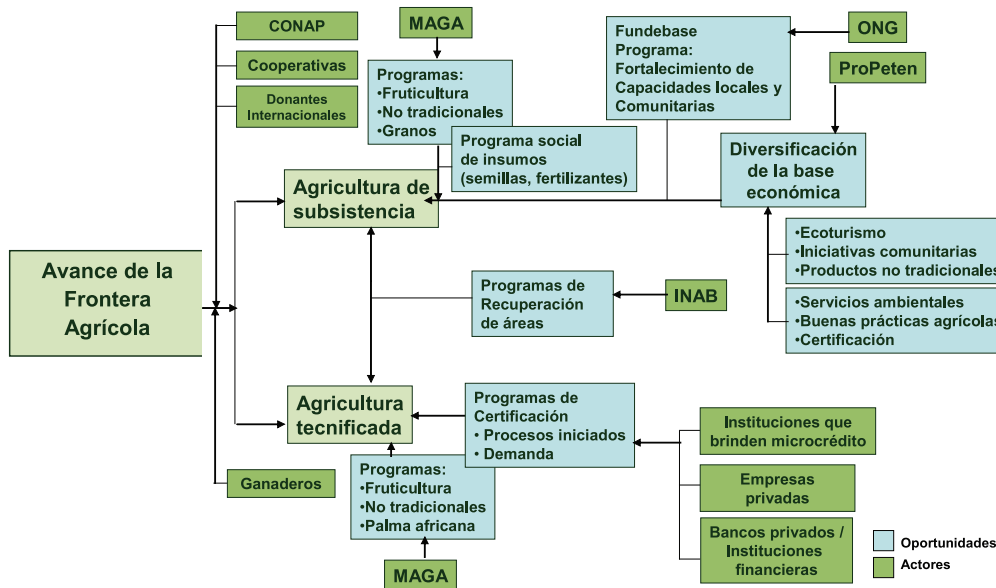 CONAP
Cooperativas
Donantes
Internacionales
MAGA
Programas:
•Fruticultura
•No tradicionales
•Granos
Programa social
de insumos
(semillas, fertilizantes)
Fundebase
Programa:
Fortalecimiento de
Capacidades locales y
Comunitarias
ONG
ProPeten
Diversificación
de la base
económica
Agricultura de
subsistencia
•Ecoturismo
•Iniciativas comunitarias
•Productos no tradicionales
•Servicios ambientales
•Buenas prácticas agrícolas
•Certificación
Avance de la
Frontera
Agrícola
Programas de
Recuperación
de áreas
INAB
Agricultura
tecnificada
Programas de
Certificación
• Procesos iniciados
• Demanda
Instituciones que
brinden microcrédito
Empresas
privadas
Bancos privados /
Instituciones
financieras
Ganaderos
Programas:
•Fruticultura
•No tradicionales
•Palma africana
MAGA
Oportunidades
Actores